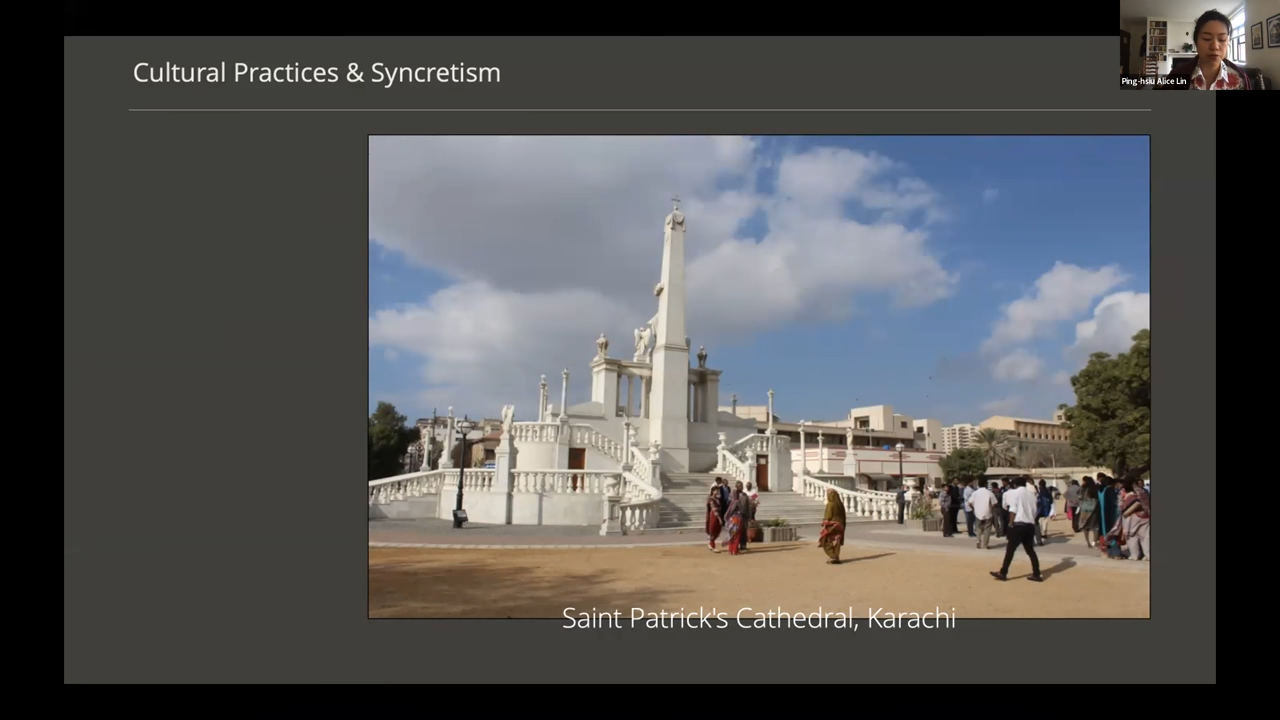 Cultural Practices & Syncretism
Ping-hsiu Alice Lin
Saint Patrick's Cathedral, Karachi